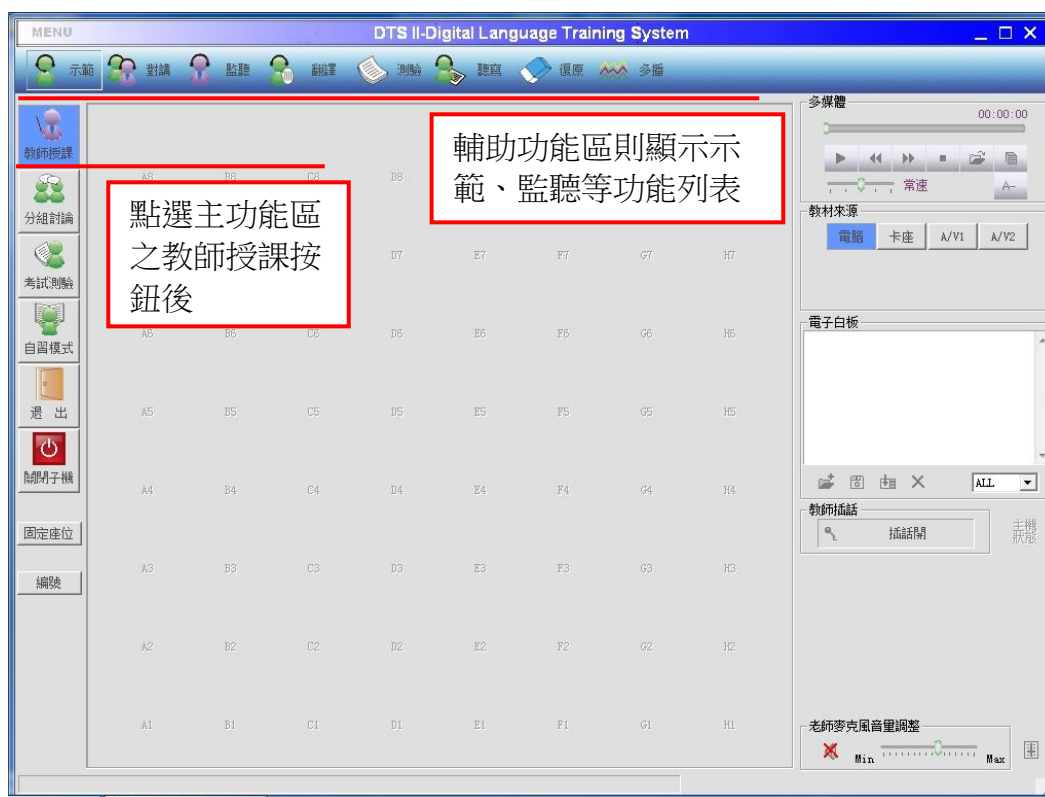 MENU
DTS II-Digital Language Training System
示範 對講 監聽 翻譯 測驗 聽寫 復原 多播
教師授課
分組討論
考試測驗
自習模式
退 出
關閉子機
固定座位
編號
輔助功能區則顯示示
範、監聽等功能列表
點選主功能區
之教師授課按
鈕後
A8 B8 C8 D8
D7 E7 F7 G7 H7
A6 B6 C6 D6 E6 F6 G6 H6
A5 B5 C5 D5 E5 F5 G5 H5
A4 B4 C4 D4 E4 F4 G4 H4
A3 B3 C3 D3 E3 F3 G3 H3
A2 B2 C2 D2 E2 F2 G2 H2
A1 B1 C1 D1 E1 F1 G1 H1
多媒體
00:00:00
常速 A-
教材來源
電腦 卡座 A/V1 A/V2
電子白板
ALL
教師插話
插話開
主機
狀態
老師麥克風音量調整
Min Max